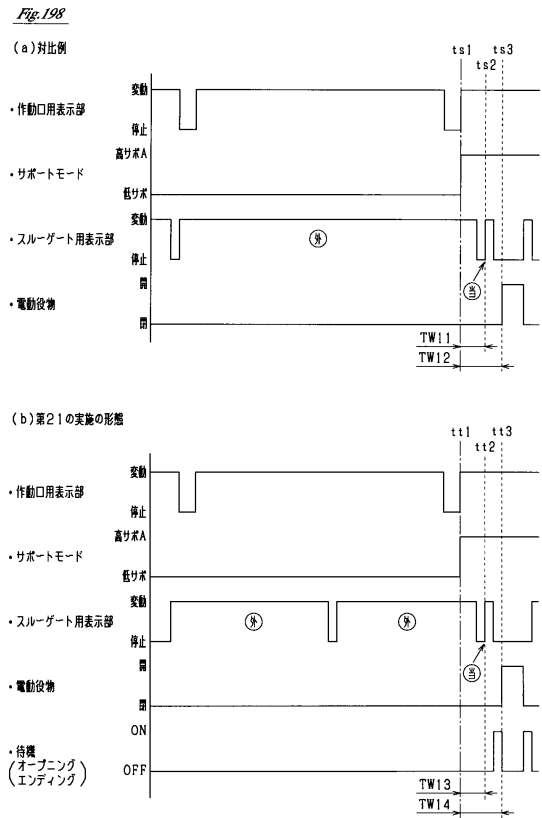 Fig.198
(a)対比例
ts1
ts3
ts2
変動
・作動口用表示部
停止
高サポA
・サポートモード
低サポ
変動
・スルーゲート用表示部
外
停止
当
開
・電動役物
閉
TW11
TW12
(b)第21の実施の形態
tt1
tt3
tt2
変動
・作動口用表示部
停止
高サポA
・サポートモード
低サポ
変動
・スルーゲート用表示部
外
外
停止
当
開
・電動役物
閉
ON
・待機
(オープニング
エンディング)
OFF
TW13
TW14